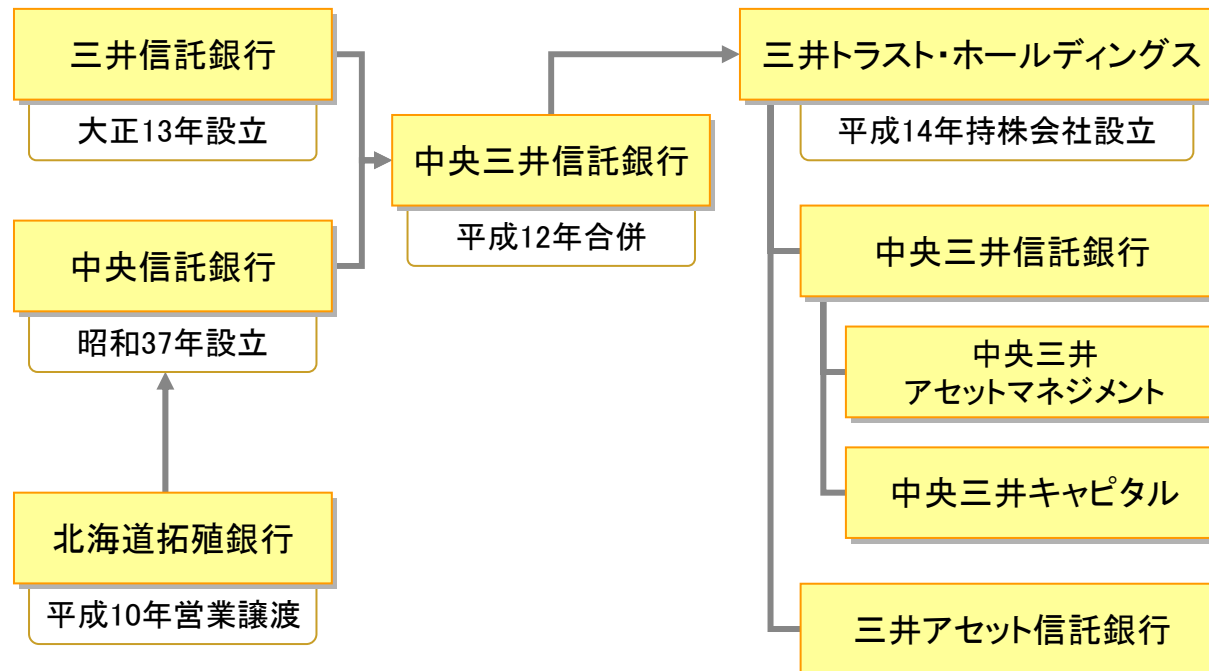 三井信託銀行
大正13年設立
中央信託銀行
昭和37年設立
北海道拓殖銀行
平成10年営業譲渡
中央三井信託銀行
平成12年合併
三井トラスト・ホールディングス
平成14年持株会社設立
中央三井信託銀行
中央三井
アセットマネジメント
中央三井キャピタル
三井アセット信託銀行